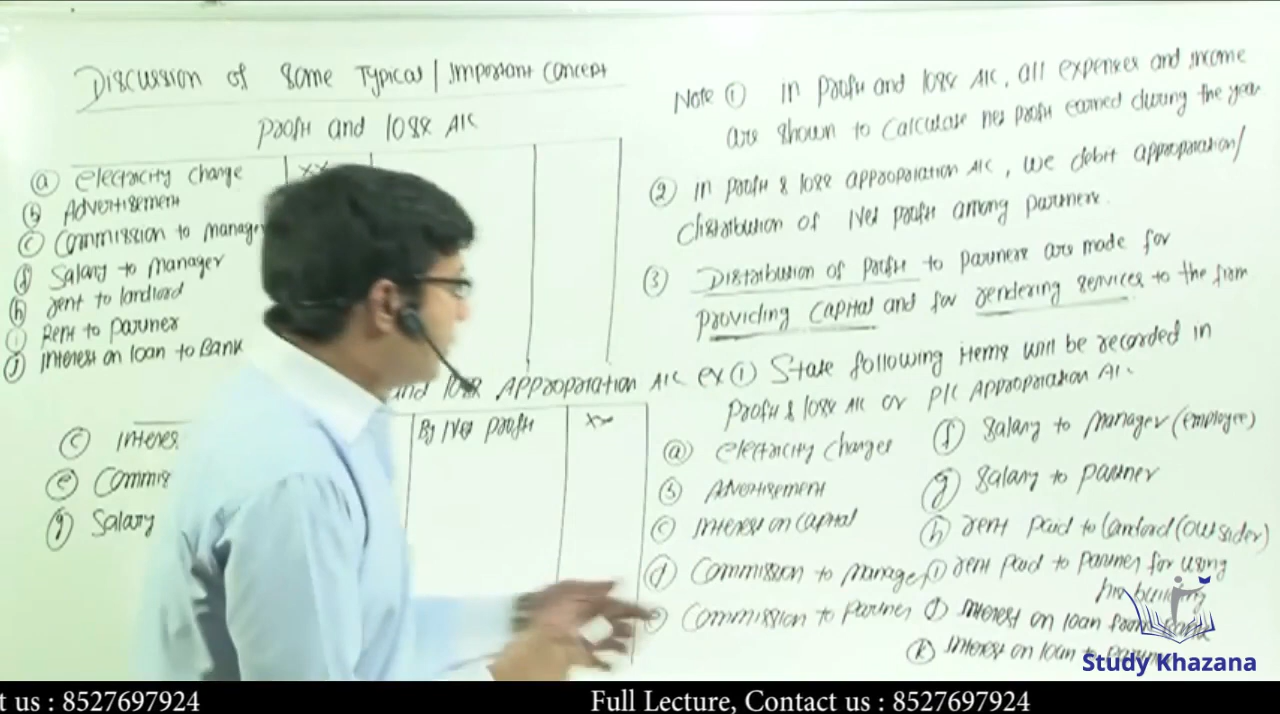 Discussion of some Typical / Important Concept
Profit and loss A/C
(a) electricity change xx
(b) Advertisement
(c) Commission to manager
(f) Salary to manager
(h) rent to landlord
(i) Rent to partner
(j) Interest on loan to Bank
and loss Appropriation A/C
By Net profit xx
(c) Interes
(e) Commis
(g) Salary
Note (1) In profit and loss A/C, all expenses and income
are shown to calculate net profit earned during the year
(2) In profit & loss appropriation A/C, we debit appropriation/
distribution of Net profit among partners.
(3) Distribution of profit to partners are made for
providing capital and for rendering services to the firm
ex (1) State following items will be recorded in
Profit & loss A/C or P/L Appropriation A/C.
(a) electricity charges
(b) Advertisement
(c) Interest on capital
(d) Commission to manager
(e) Commission to partner
(f) Salary to manager (employee)
(g) Salary to partner
(h) rent paid to landlord (outsider)
(i) rent paid to partner for using
building
(j) Interest on loan from Bank
(k) Interest on loan to
Study Khazana
t us : 8527697924 Full Lecture, Contact us : 8527697924